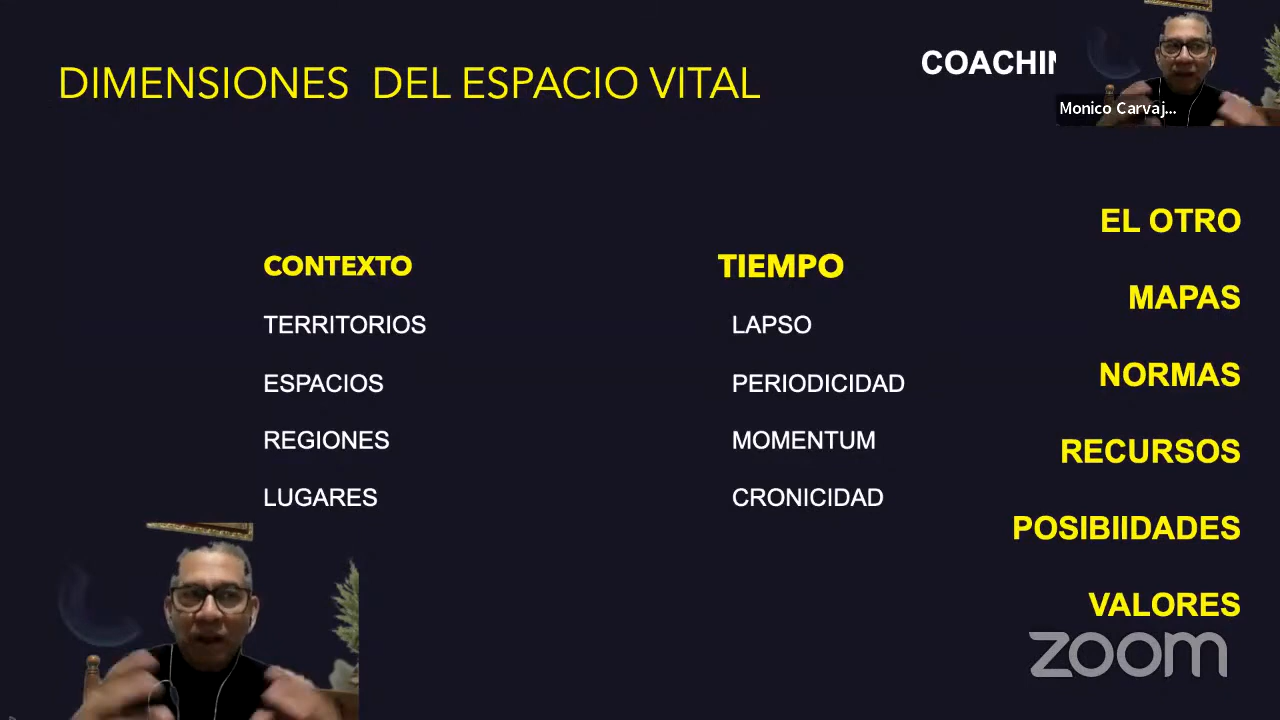 DIMENSIONES DEL ESPACIO VITAL
COACHIN
Monico Carvaj...
CONTEXTO
TERRITORIOS
ESPACIOS
REGIONES
LUGARES
TIEMPO
LAPSO
PERIODICIDAD
MOMENTUM
CRONICIDAD
EL OTRO
MAPAS
NORMAS
RECURSOS
POSIBIIDADES
VALORES
zoom